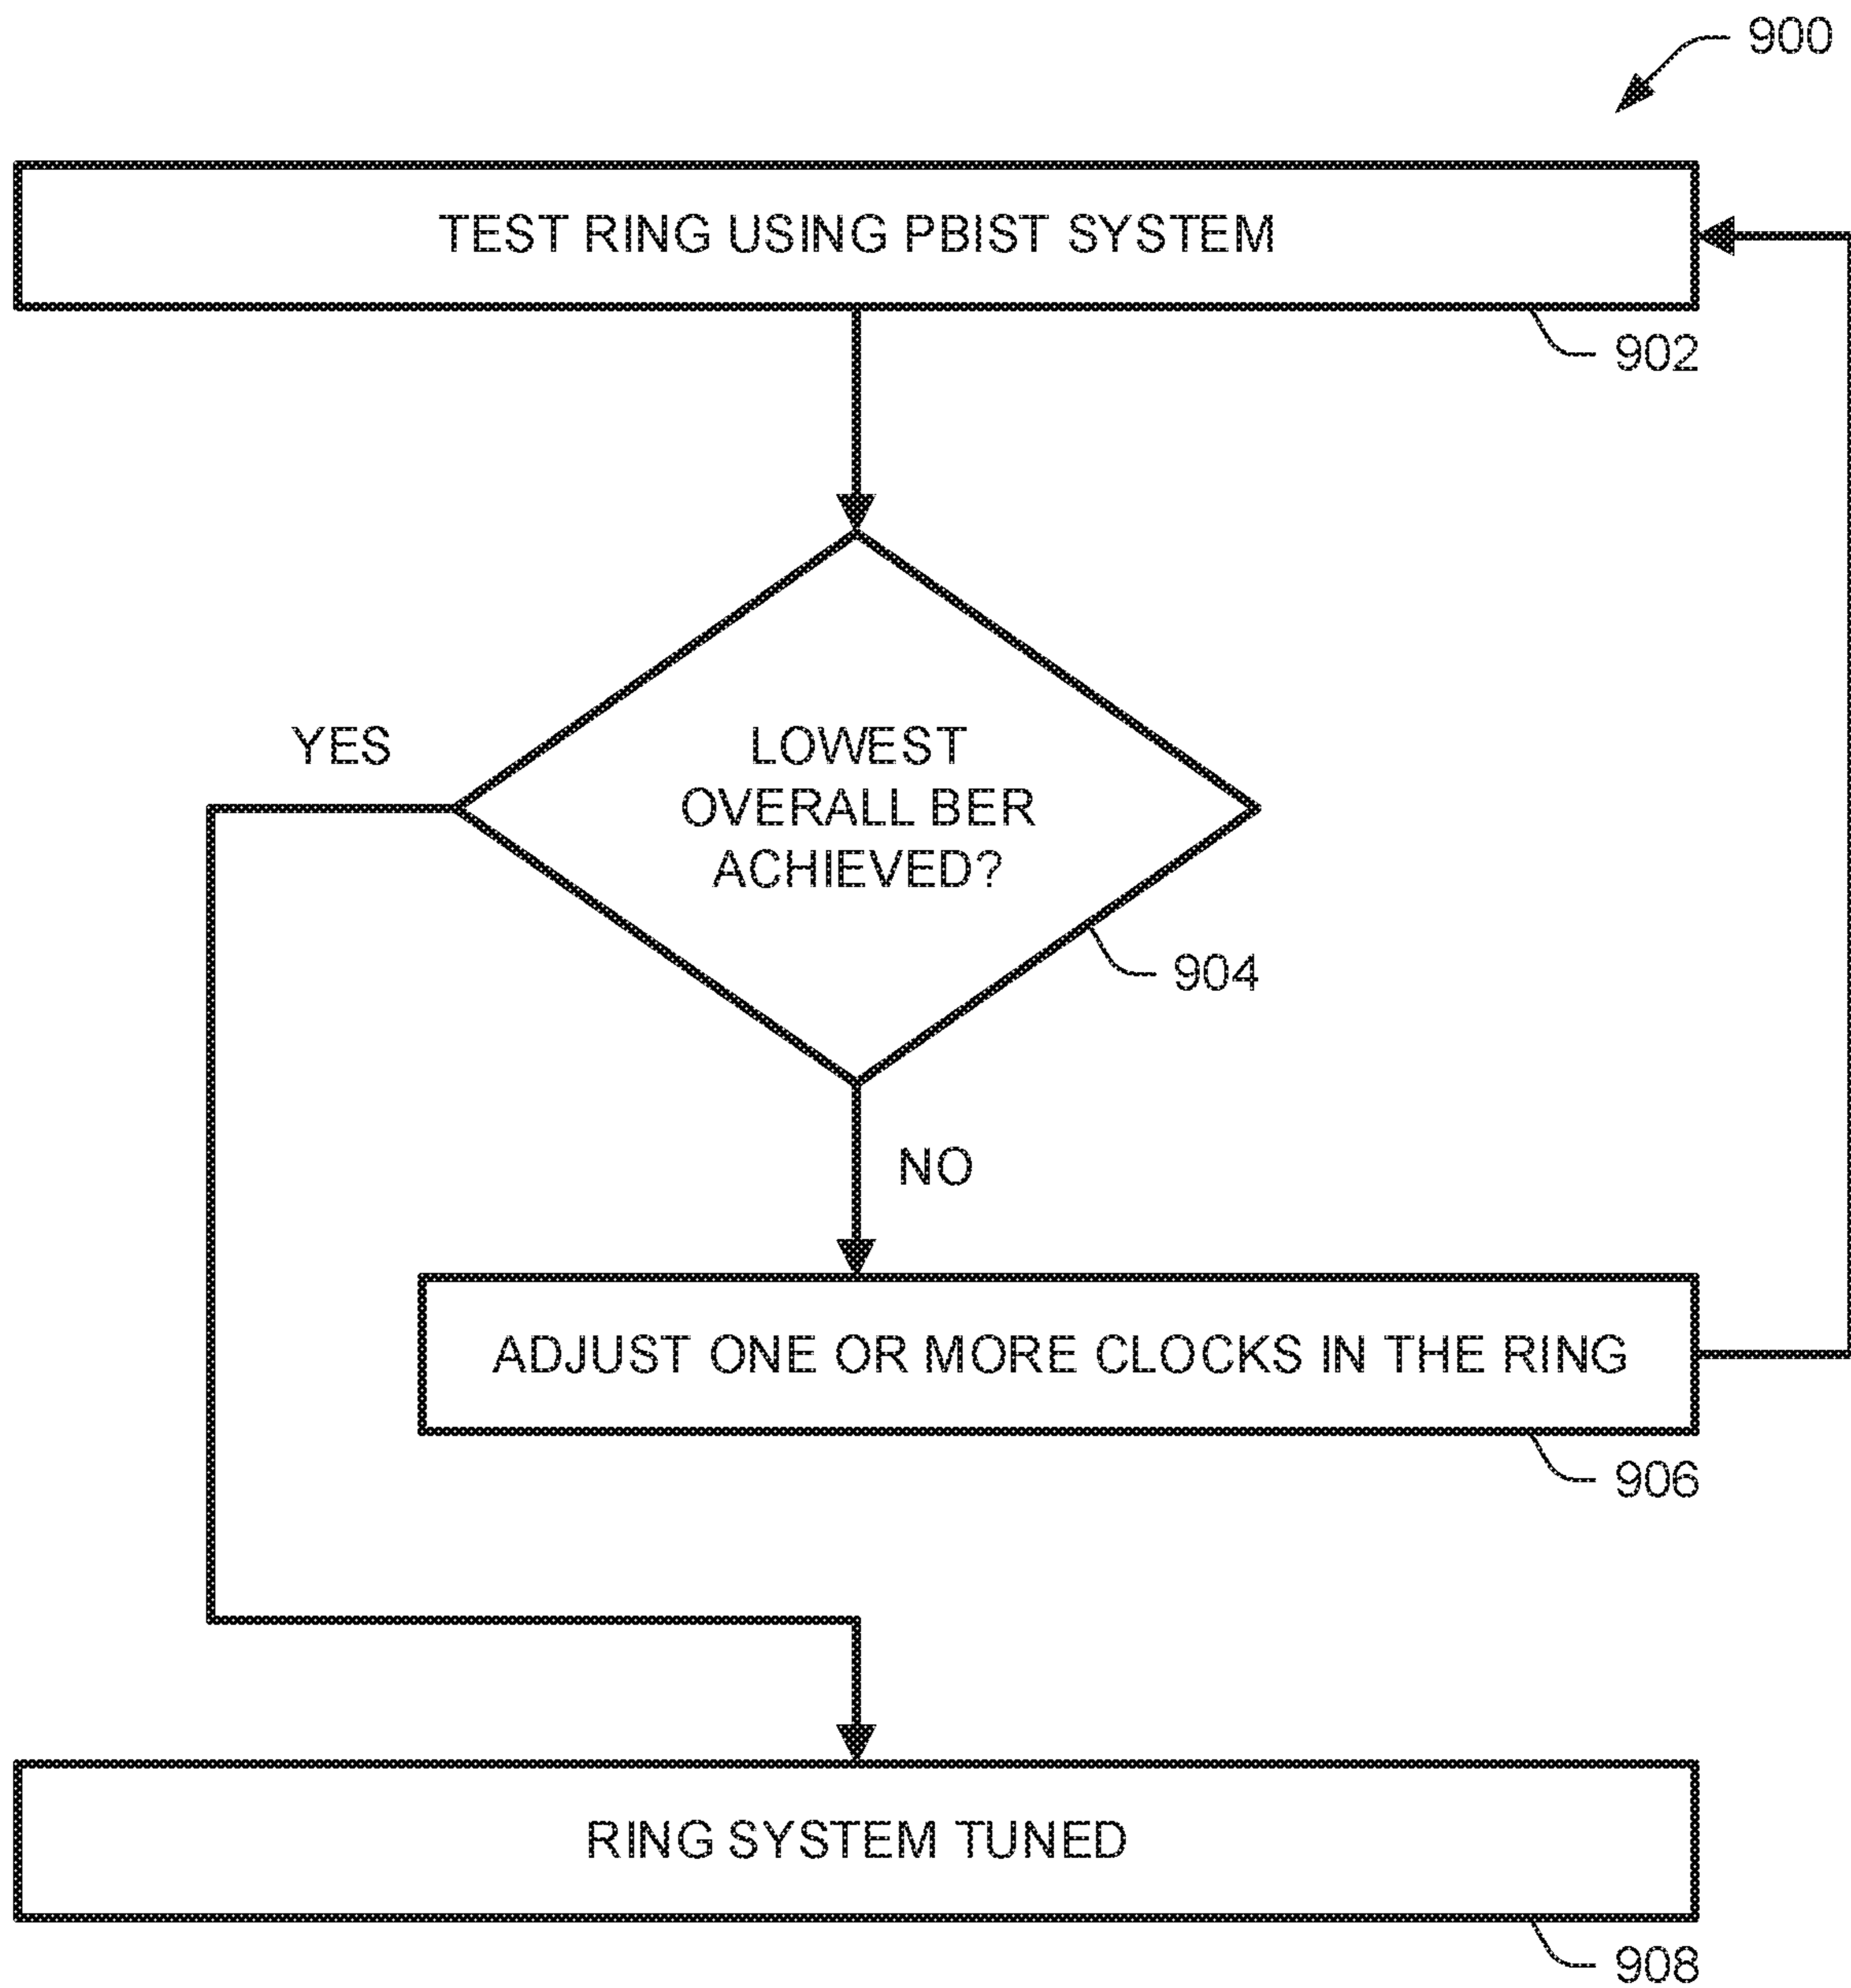 900
TEST RING USING PBIST SYSTEM
902
YES
LOWEST
OVERALL BER
ACHIEVED?
904
NO
ADJUST ONE OR MORE CLOCKS IN THE RING
906
RING SYSTEM TUNED
908